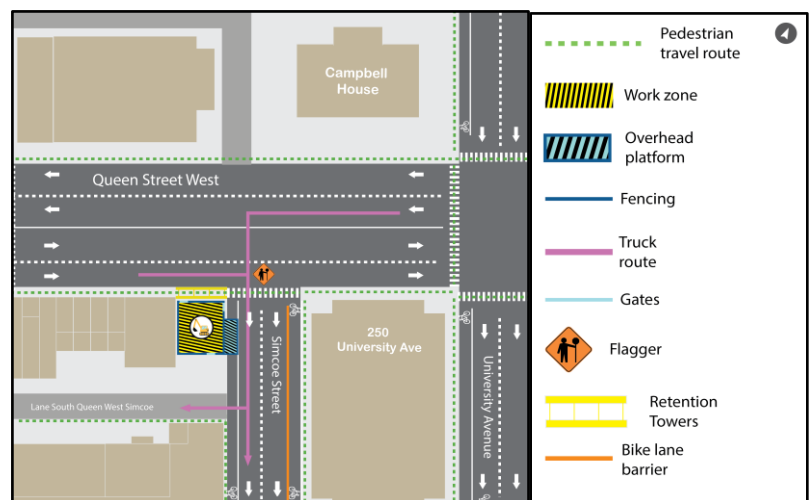 Campbell
House
Queen Street West
250
University Ave
Simcoe Street
University Avenue
Lane South Queen West Simcoe
Pedestrian
travel route
Work zone
Overhead
platform
Fencing
Truck
route
Gates
Flagger
Retention
Towers
Bike lane
barrier